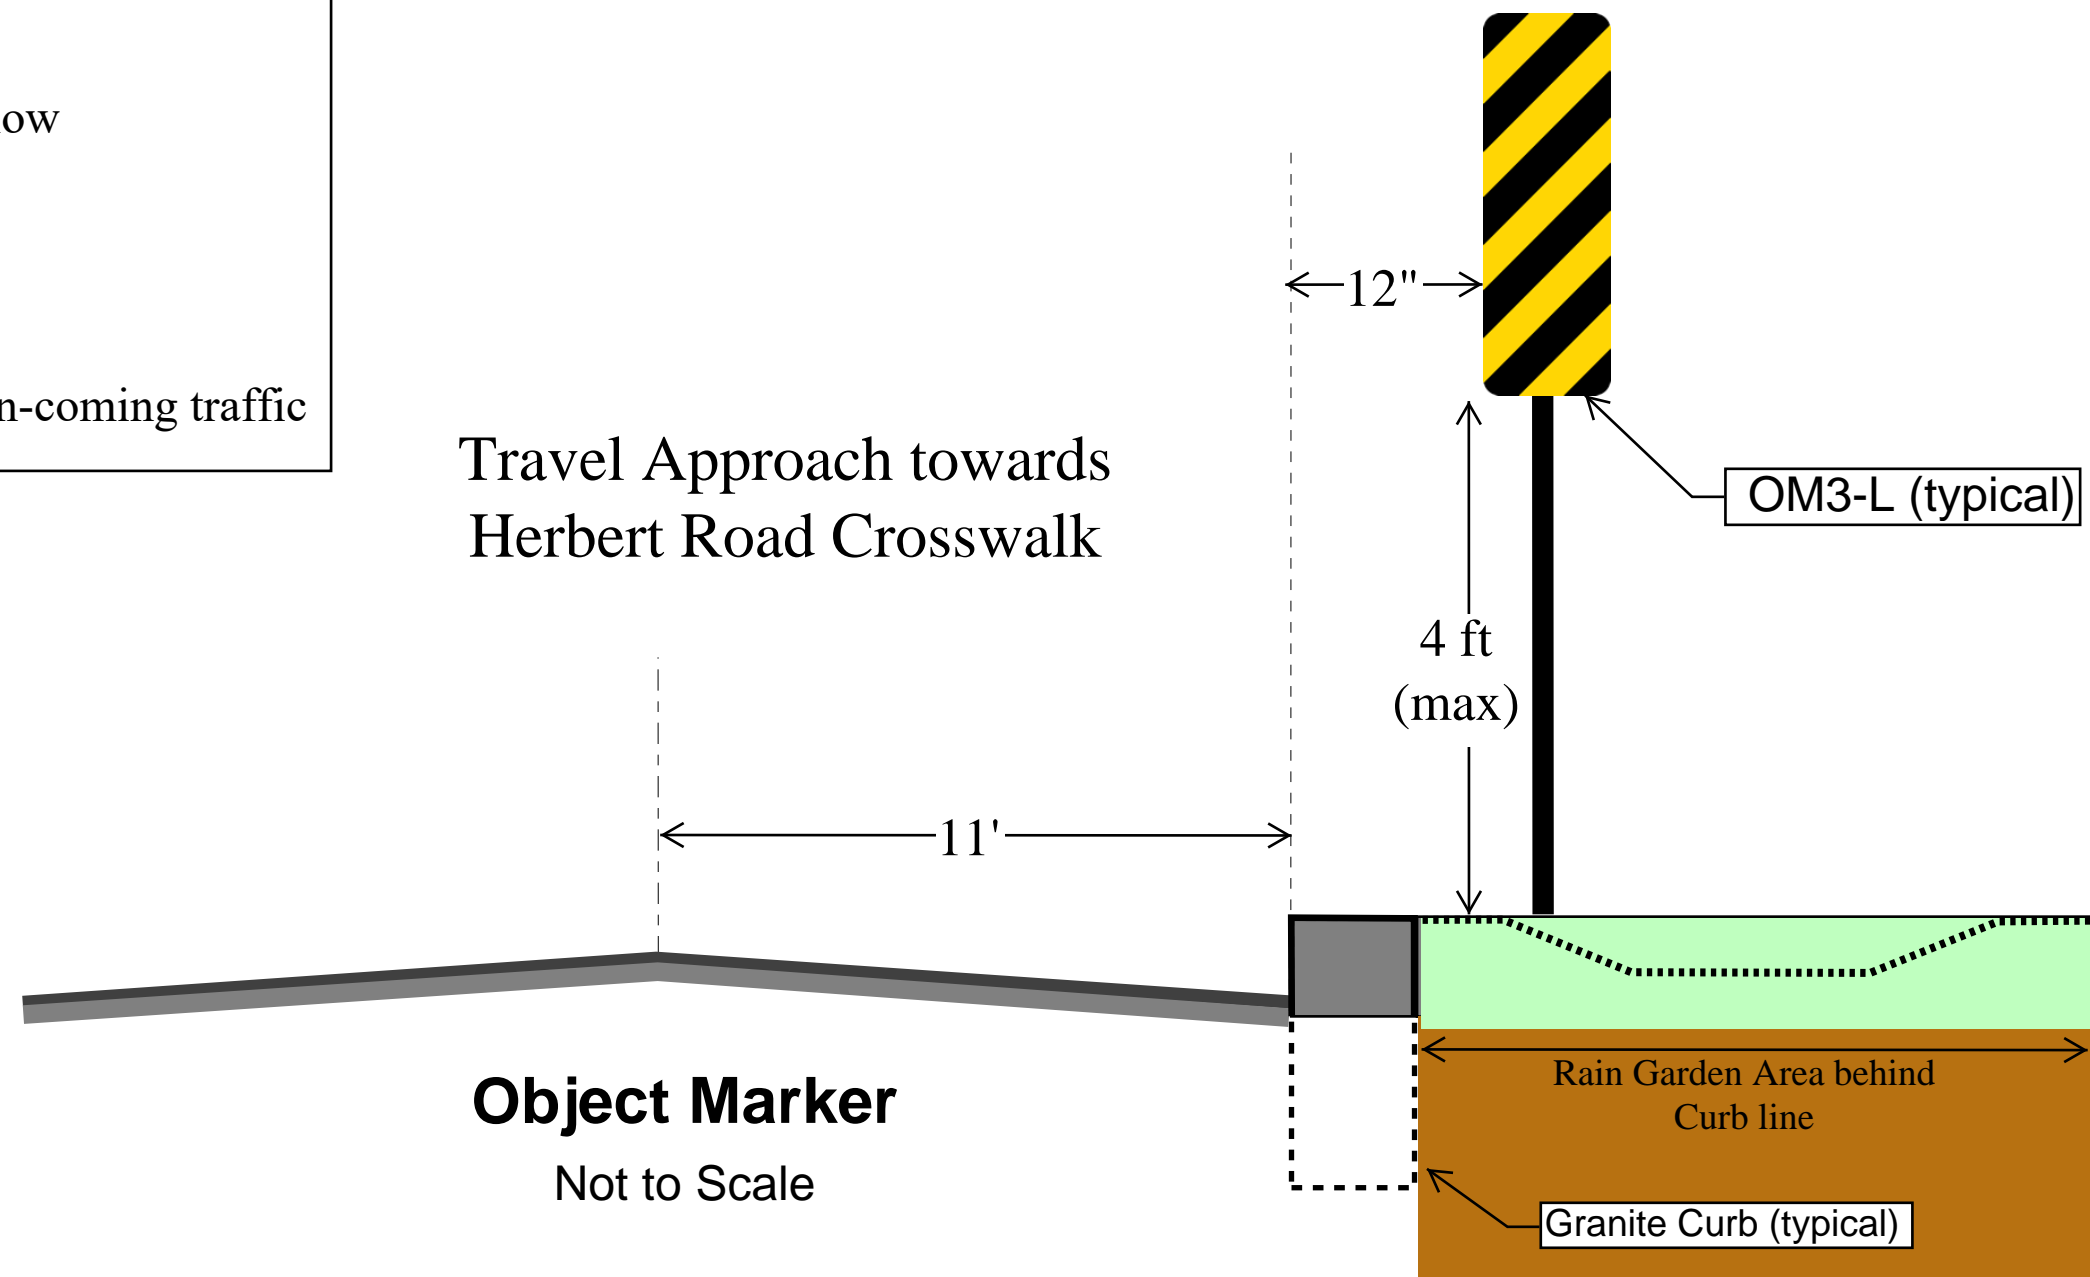 12"
n-coming traffic
Travel Approach towards
Herbert Road Crosswalk
OM3-L (typical)
4 ft
(max)
11'
Rain Garden Area behind
Curb line
Object Marker
Not to Scale
Granite Curb (typical)